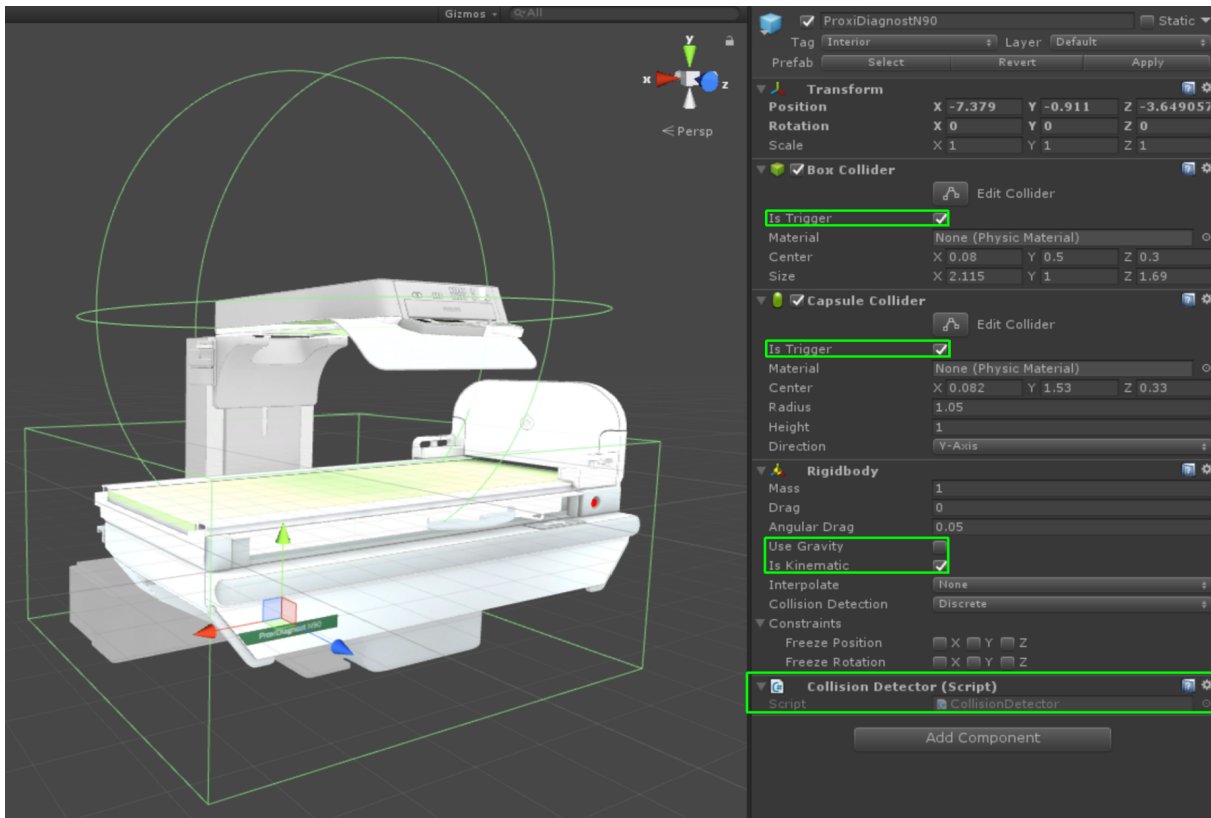 Gizmos All
y
x
z
Persp
ProxiDiagnost N90
ProxiDiagnostN90 Static
Tag Interior Layer Default
Prefab Select Revert Apply
Transform
Position X -7.379 Y -0.911 Z -3.649057
Rotation X 0 Y 0 Z 0
Scale X 1 Y 1 Z 1
Box Collider
Edit Collider
Is Trigger
Material None (Physic Material)
Center X 0.08 Y 0.5 Z 0.3
Size X 2.115 Y 1 Z 1.69
Capsule Collider
Edit Collider
Is Trigger
Material None (Physic Material)
Center X 0.082 Y 1.53 Z 0.33
Radius 1.05
Height 1
Direction Y-Axis
Rigidbody
Mass 1
Drag 0
Angular Drag 0.05
Use Gravity
Is Kinematic
Interpolate None
Collision Detection Discrete
Constraints
Freeze Position X Y Z
Freeze Rotation X Y Z
Collision Detector (Script)
Script CollisionDetector
Add Component